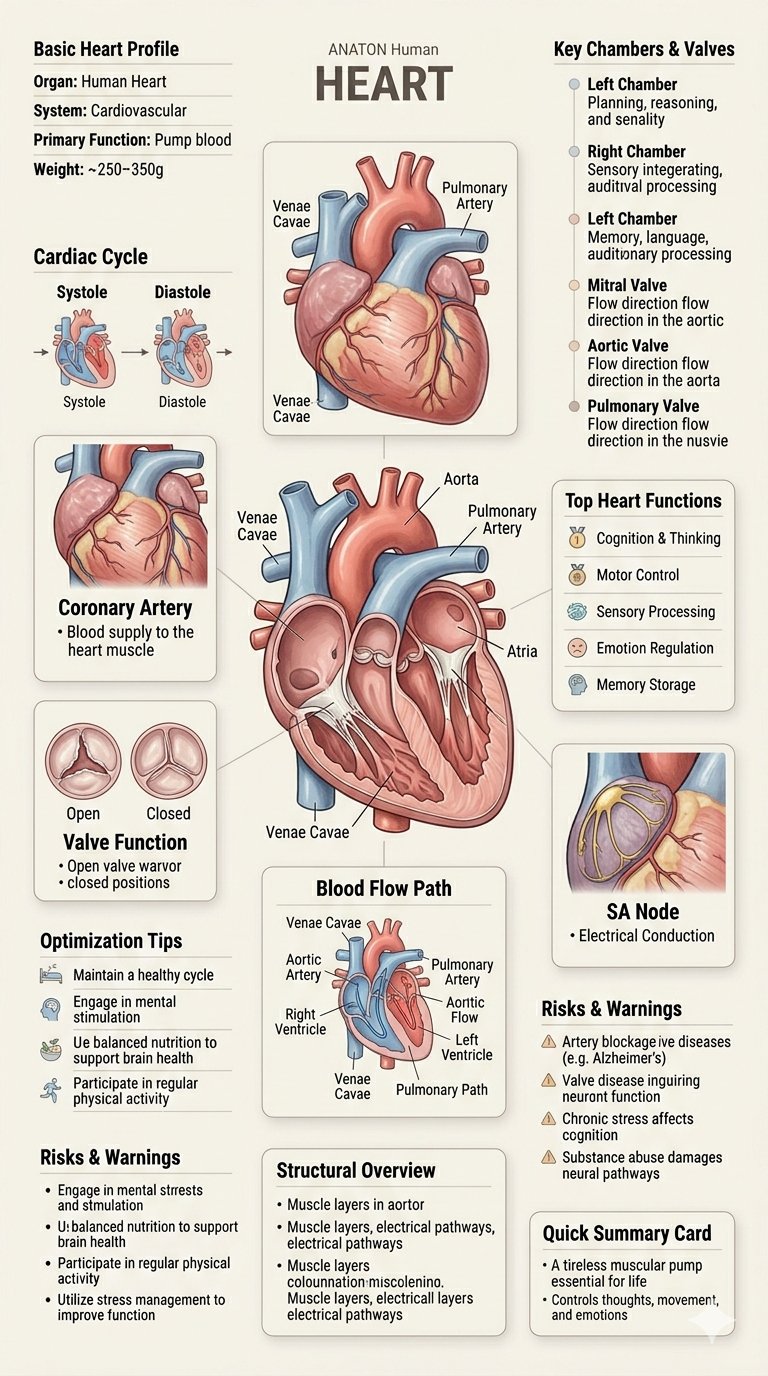 Basic Heart Profile
Organ: Human Heart
System: Cardiovascular
Primary Function: Pump blood
Weight: ~250–350g
ANATON Human
HEART
Key Chambers & Valves
Left Chamber
Planning, reasoning,
and senality
Right Chamber
Sensory integerating,
auditıval processing
Left Chamber
Memory, language,
auditionary processing
Mitral Valve
Flow direction flow
direction in the aortic
Aortic Valve
Flow direction flow
direction in the aorta
Pulmonary Valve
Flow direction flow
direction in the nusvie
Venae
Cavae
Pulmonary
Artery
Venae
Cavae
Cardiac Cycle
Systole
Diastole
Systole
Diastole
Coronary Artery
• Blood supply to the
heart muscle
Venae
Cavae
Aorta
Pulmonary
Artery
Atria
Venae Cavae
Top Heart Functions
1
Cognition & Thinking
Motor Control
Sensory Processing
Emotion Regulation
Memory Storage
Open
Closed
Valve Function
• Open valve warvor
• closed positions
SA Node
• Electrical Conduction
Blood Flow Path
Venae Cavae
Aortic
Artery
Right
Ventricle
Venae
Cavae
Pulmonary
Artery
Aortic
Flow
Left
Ventricle
Pulmonary Path
Optimization Tips
Maintain a healthy cycle
Engage in mental
stimulation
Ue balanced nutrition to
support brain health
Participate in regular
physical activity
Risks & Warnings
Artery blockage ive diseases
(e.g. Alzheimer's)
Valve disease inguiring
neuront function
Chronic stress affects
cognition
Substance abuse damages
neural pathways
Risks & Warnings
• Engage in mental strrests
and stmulation
• balanced nutrition to support
brain health
• Participate in regular physical
activity
• Utilize stress management to
improve function
Structural Overview
• Muscle layers in aortor
• Muscle layers, electrical pathways,
electrical pathways
• Muscle layers
Muscle layers, electricall layers
electrical pathways
Quick Summary Card
• A tireless muscular pump
essential for life
• Controls thoughts, movement,
and emotions